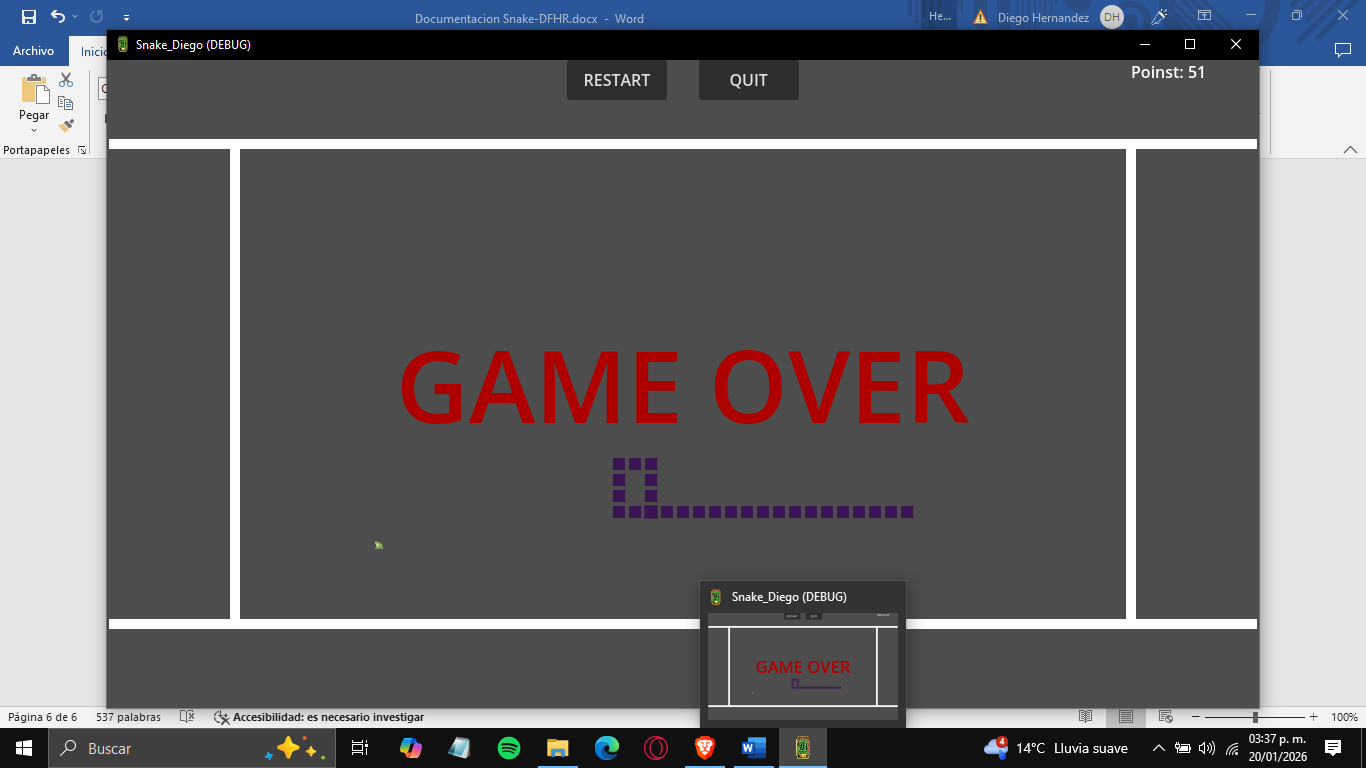 Documentacion Snake-DFHR.docx - Word
He...
Diego Hernandez
DH
Archivo
Inicio
Snake_Diego (DEBUG)
RESTART
QUIT
Poinst: 51
Pegar
Portapapeles
GAME OVER
Snake_Diego (DEBUG)
GAME OVER
Página 6 de 6
537 palabras
Accesibilidad: es necesario investigar
100%
Buscar
4
14°C Lluvia suave
03:37 p. m.
20/01/2026